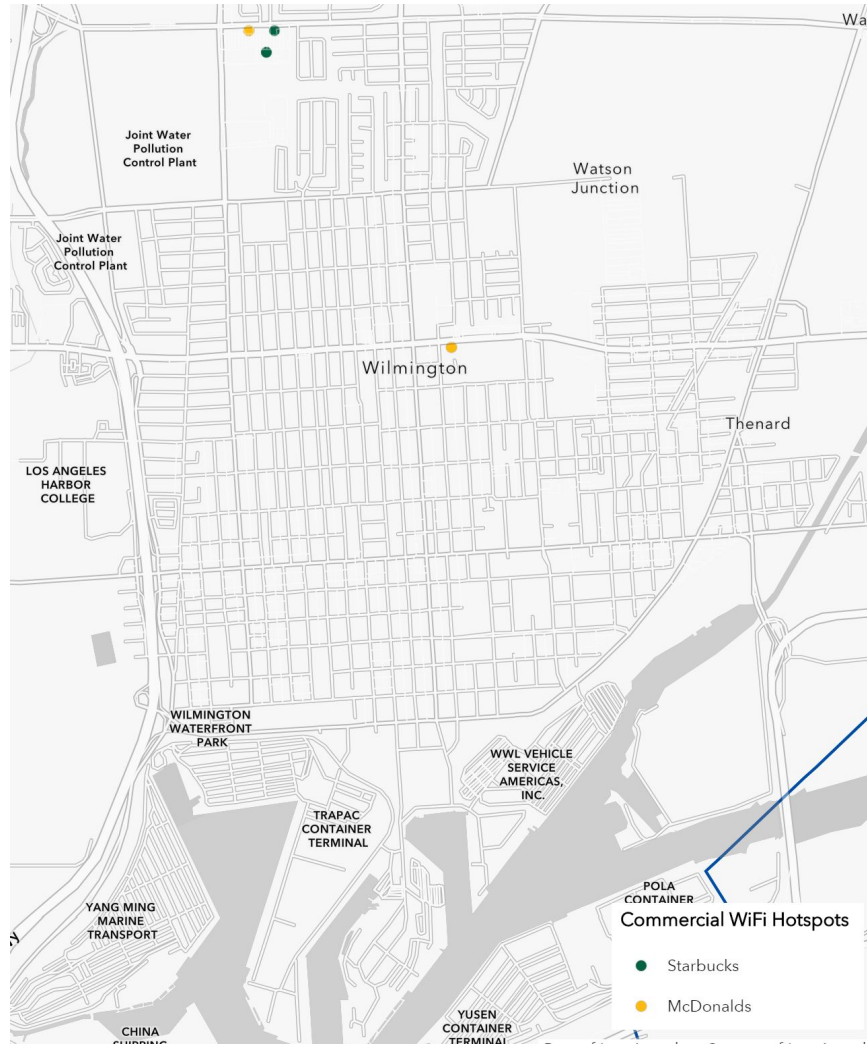 Wa
Joint Water
Pollution
Control Plant
Watson
Junction
Joint Water
Pollution
Control Plant
Wilmington
Thenard
LOS ANGELES
HARBOR
COLLEGE
WILMINGTON
WATERFRONT
PARK
WWL VEHICLE
SERVICE
AMERICAS,
INC.
TRAPAC
CONTAINER
TERMINAL
POLA
CONTAINER
YANG MING
MARINE
TRANSPORT
Commercial WiFi Hotspots
Starbucks
McDonalds
YUSEN
CONTAINER
TERMINAL
CHINA
SHIPPING